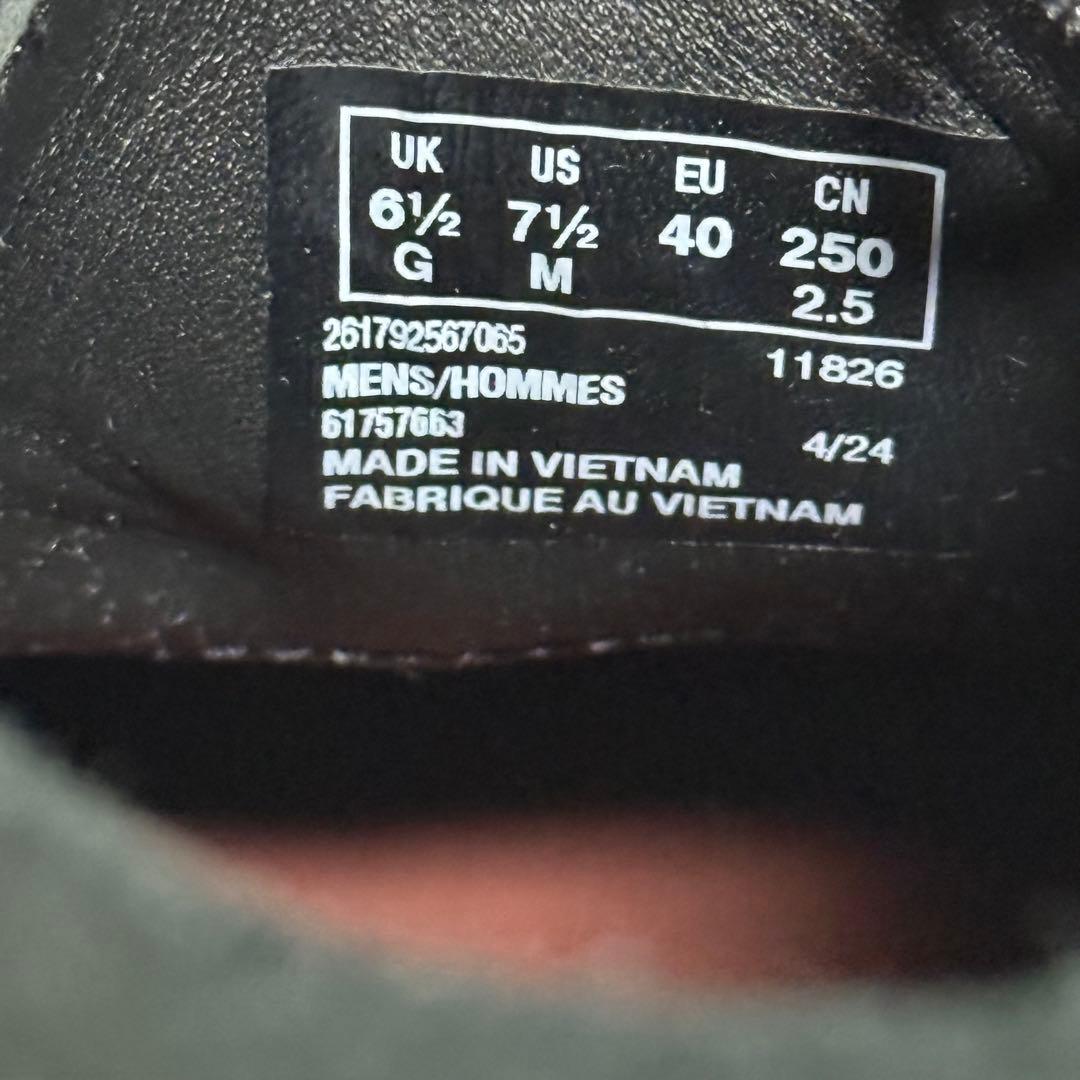 UK US EU CN
6½ 7½ 40 250
G M 2.5
261792567065
11826
MENS/HOMMES
61757663
4/24
MADE IN VIETNAM
FABRIQUE AU VIETNAM